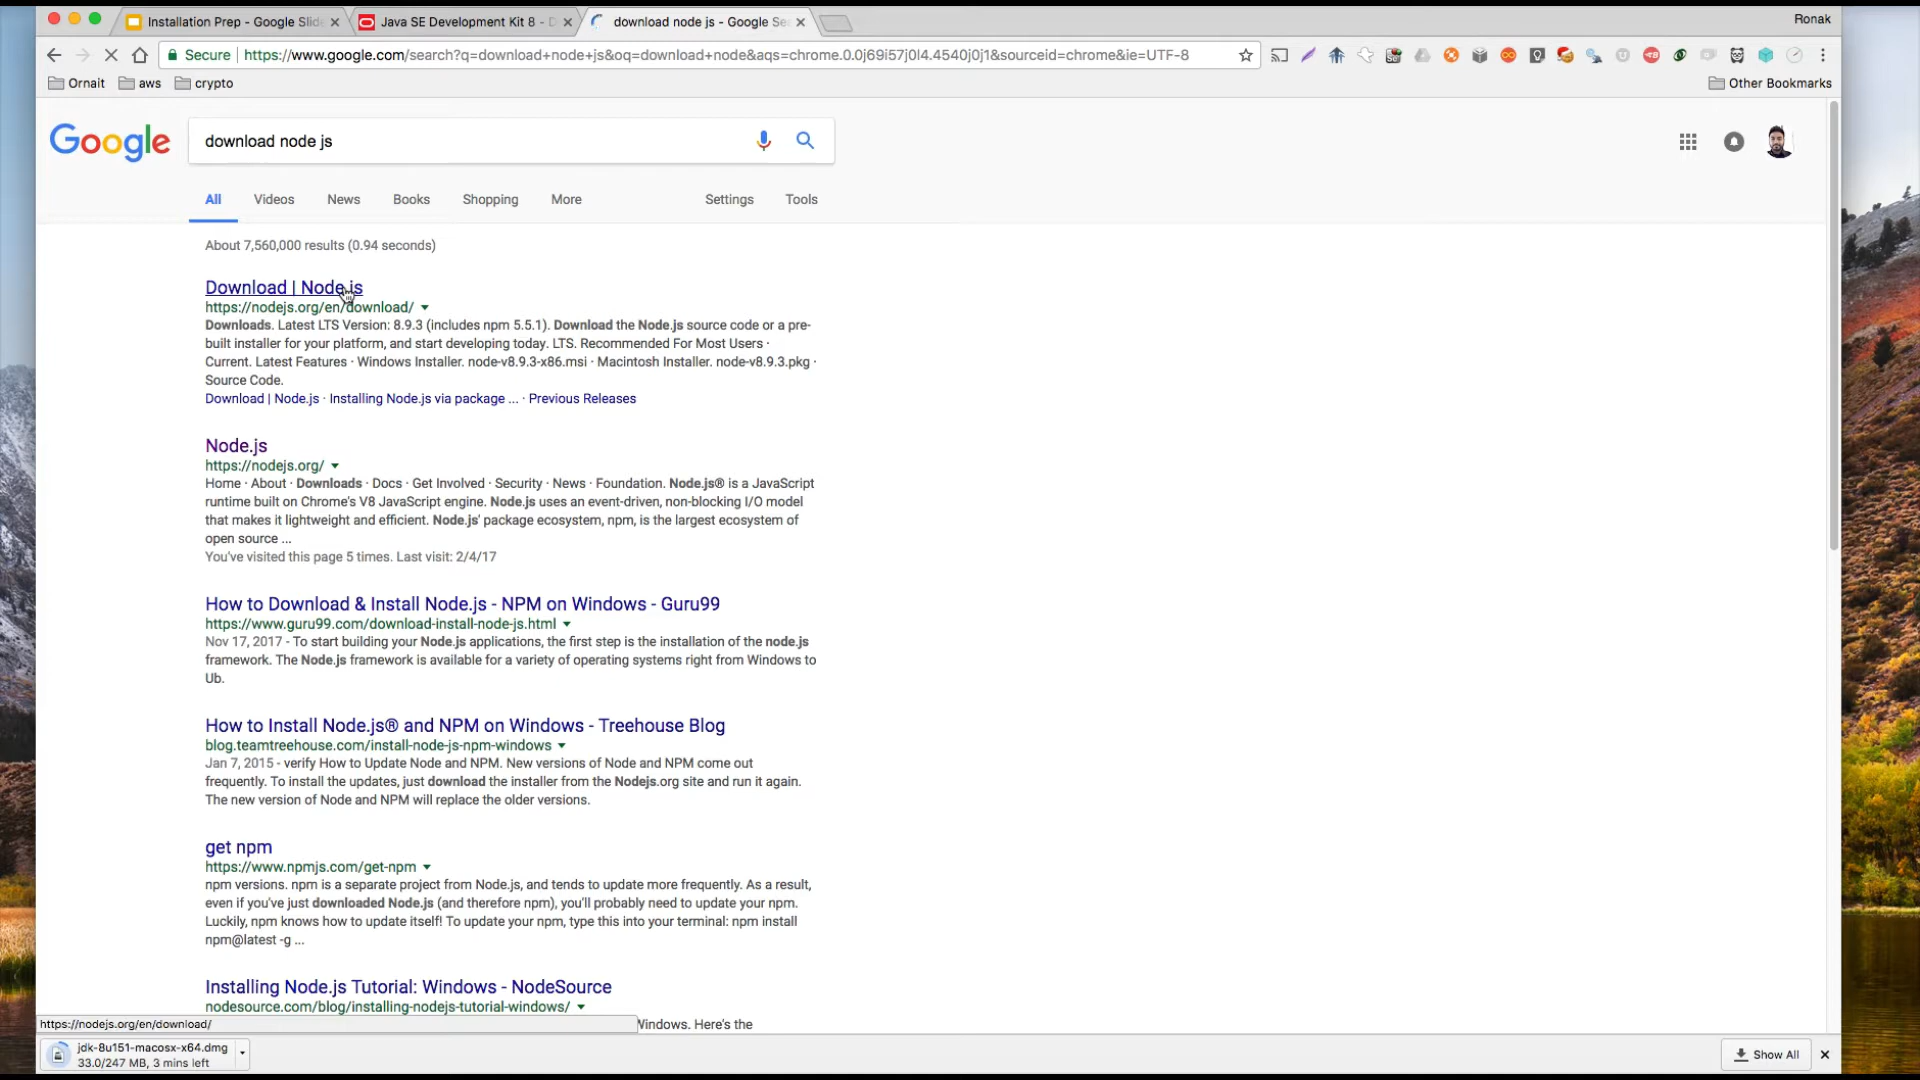 Installation Prep - Google Slide
Java SE Development Kit 8 - D
download node js - Google Se
Ronak
Secure https://www.google.com/search?q=download+node+js&oq=download+node&aqs=chrome.0.0j69i57j0l4.4540j0j1&sourceid=chrome&ie=UTF-8
Ornait aws crypto Other Bookmarks
Google
download node js
All Videos News Books Shopping More Settings Tools
About 7,560,000 results (0.94 seconds)
Download | Node.js
https://nodejs.org/en/download/
Downloads. Latest LTS Version: 8.9.3 (includes npm 5.5.1). Download the Node.js source code or a pre-
built installer for your platform, and start developing today. LTS. Recommended For Most Users ·
Current. Latest Features · Windows Installer. node-v8.9.3-x86.msi · Macintosh Installer. node-v8.9.3.pkg ·
Source Code.
Download | Node.js · Installing Node.js via package ... · Previous Releases
Node.js
https://nodejs.org/
Home · About · Downloads · Docs · Get Involved · Security · News · Foundation. Node.js® is a JavaScript
runtime built on Chrome's V8 JavaScript engine. Node.js uses an event-driven, non-blocking I/O model
that makes it lightweight and efficient. Node.js' package ecosystem, npm, is the largest ecosystem of
open source ...
You've visited this page 5 times. Last visit: 2/4/17
How to Download & Install Node.js - NPM on Windows - Guru99
https://www.guru99.com/download-install-node-js.html
Nov 17, 2017 - To start building your Node.js applications, the first step is the installation of the node.js
framework. The Node.js framework is available for a variety of operating systems right from Windows to
Ub.
How to Install Node.js® and NPM on Windows - Treehouse Blog
blog.teamtreehouse.com/install-node-js-npm-windows
Jan 7, 2015 - verify How to Update Node and NPM. New versions of Node and NPM come out
frequently. To install the updates, just download the installer from the Nodejs.org site and run it again.
The new version of Node and NPM will replace the older versions.
get npm
https://www.npmjs.com/get-npm
npm versions. npm is a separate project from Node.js, and tends to update more frequently. As a result,
even if you've just downloaded Node.js (and therefore npm), you'll probably need to update your npm.
Luckily, npm knows how to update itself! To update your npm, type this into your terminal: npm install
npm@latest -g ...
Installing Node.js Tutorial: Windows - NodeSource
nodesource.com/blog/installing-nodejs-tutorial-windows/
https://nodejs.org/en/download/
Windows. Here's the
jdk-8u151-macosx-x64.dmg
33.0/247 MB, 3 mins left
Show All